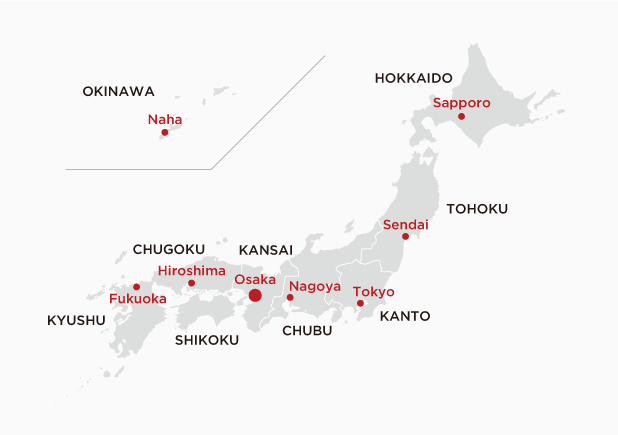 HOKKAIDO
Sapporo
OKINAWA
Naha
TOHOKU
Sendai
CHUGOKU
KANSAI
Hiroshima
Osaka
Nagoya
Tokyo
Fukuoka
KYUSHU
KANTO
CHUBU
SHIKOKU